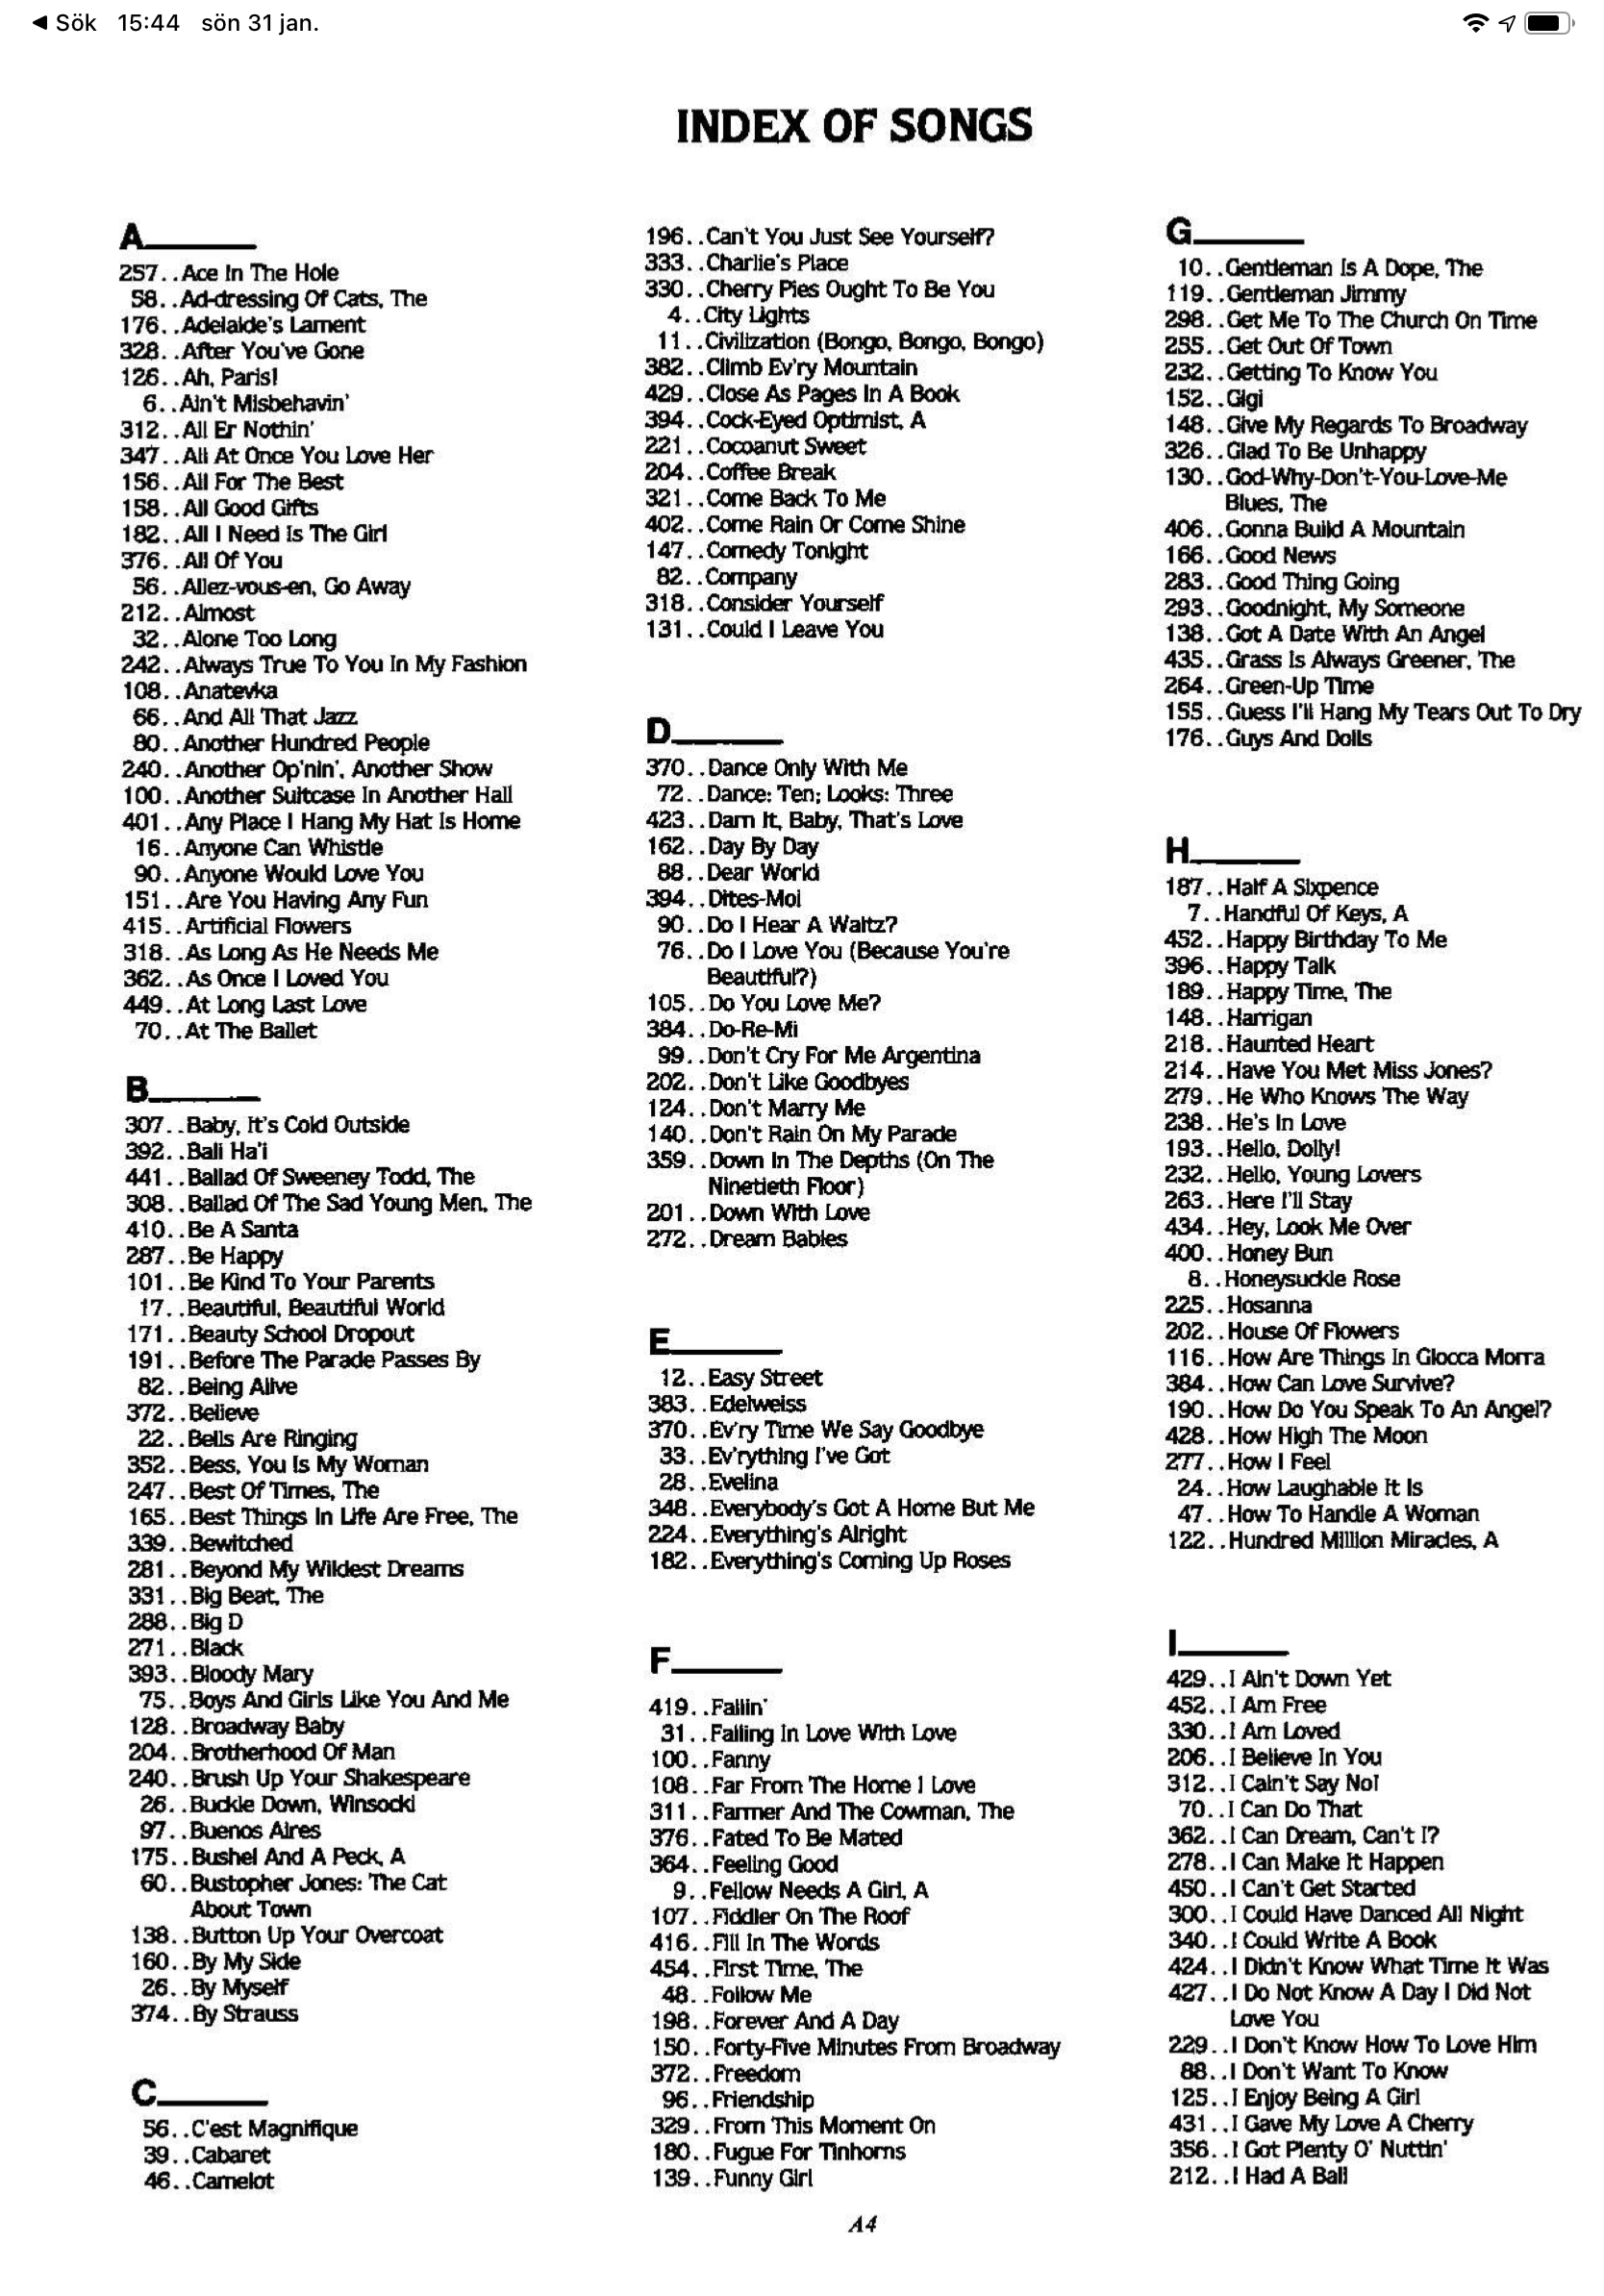 ◀ Sök 15:44 sön 31 jan.
INDEX OF SONGS
A
257..Ace In The Hole
58..Ad-dressing Of Cats, The
176..Adelaide's Lament
328..After You've Gone
126..Ah, Paris!
6..Ain't Misbehavin'
312..All Er Nothin'
347..All At Once You Love Her
156..All For The Best
158..All Good Gifts
182..All I Need Is The Girl
376..All Of You
56..Allez-vous-en, Go Away
212..Almost
32..Alone Too Long
242..Always True To You In My Fashion
108..Anatevka
66..And All That Jazz
80..Another Hundred People
240..Another Op'nin', Another Show
100..Another Suitcase In Another Hall
401..Any Place I Hang My Hat Is Home
16..Anyone Can Whistle
90..Anyone Would Love You
151..Are You Having Any Fun
415..Artificial Flowers
318..As Long As He Needs Me
362..As Once I Loved You
449..At Long Last Love
70..At The Ballet
B
307..Baby, It's Cold Outside
392..Bali Ha'i
441..Ballad Of Sweeney Todd, The
308..Ballad Of The Sad Young Men, The
410..Be A Santa
287..Be Happy
101..Be Kind To Your Parents
17..Beautiful, Beautiful World
171..Beauty School Dropout
191..Before The Parade Passes By
82..Being Alive
372..Believe
22..Bells Are Ringing
352..Bess, You Is My Woman
247..Best Of Times, The
165..Best Things In Life Are Free, The
339..Bewitched
281..Beyond My Wildest Dreams
331..Big Beat, The
288..Big D
271..Black
393..Bloody Mary
75..Boys And Girls Like You And Me
128..Broadway Baby
204..Brotherhood Of Man
240..Brush Up Your Shakespeare
26..Buckle Down, Winsocki
97..Buenos Aires
175..Bushel And A Peck, A
60..Bustopher Jones: The Cat
About Town
138..Button Up Your Overcoat
160..By My Side
26..By Myself
374..By Strauss
C
56..C'est Magnifique
39..Cabaret
46..Camelot
196..Can't You Just See Yourself?
333..Charlie's Place
330..Cherry Pies Ought To Be You
4..City Lights
11..Civilization (Bongo, Bongo, Bongo)
382..Climb Ev'ry Mountain
429..Close As Pages In A Book
394..Cock-Eyed Optimist, A
221..Cocoanut Sweet
204..Coffee Break
321..Come Back To Me
402..Come Rain Or Come Shine
147..Comedy Tonight
82..Company
318..Consider Yourself
131..Could I Leave You
D
370..Dance Only With Me
72..Dance: Ten; Looks: Three
423..Darn It, Baby, That's Love
162..Day By Day
88..Dear World
394..Dites-Moi
90..Do I Hear A Waltz?
76..Do I Love You (Because You're
Beautiful?)
105..Do You Love Me?
384..Do-Re-Mi
99..Don't Cry For Me Argentina
202..Don't Like Goodbyes
124..Don't Marry Me
140..Don't Rain On My Parade
359..Down In The Depths (On The
Ninetieth Floor)
201..Down With Love
272..Dream Babies
E
12..Easy Street
383..Edelweiss
370..Ev'ry Time We Say Goodbye
33..Ev'rything I've Got
28..Evelina
348..Everybody's Got A Home But Me
224..Everything's Alright
182..Everything's Coming Up Roses
F
419..Fallin'
31..Falling In Love With Love
100..Fanny
108..Far From The Home I Love
311..Farmer And The Cowman, The
376..Fated To Be Mated
364..Feeling Good
9..Fellow Needs A Girl, A
107..Fiddler On The Roof
416..Fill In The Words
454..First Time, The
48..Follow Me
198..Forever And A Day
150..Forty-Five Minutes From Broadway
372..Freedom
96..Friendship
329..From This Moment On
180..Fugue For Tinhorns
139..Funny Girl
G
10..Gentleman Is A Dope, The
119..Gentleman Jimmy
298..Get Me To The Church On Time
255..Get Out Of Town
232..Getting To Know You
152..Gigi
148..Give My Regards To Broadway
326..Glad To Be Unhappy
130..God-Why-Don't-You-Love-Me
Blues, The
406..Gonna Build A Mountain
166..Good News
283..Good Thing Going
293..Goodnight, My Someone
138..Got A Date With An Angel
435..Grass Is Always Greener, The
264..Green-Up Time
155..Guess I'll Hang My Tears Out To Dry
176..Guys And Dolls
H
187..Half A Sixpence
7..Handful Of Keys, A
452..Happy Birthday To Me
396..Happy Talk
189..Happy Time, The
148..Harrigan
218..Haunted Heart
214..Have You Met Miss Jones?
279..He Who Knows The Way
238..He's In Love
193..Hello, Dolly!
232..Hello, Young Lovers
263..Here I'll Stay
434..Hey, Look Me Over
400..Honey Bun
8..Honeysuckle Rose
225..Hosanna
202..House Of Flowers
116..How Are Things In Glocca Morra
384..How Can Love Survive?
190..How Do You Speak To An Angel?
428..How High The Moon
277..How I Feel
24..How Laughable It Is
47..How To Handle A Woman
122..Hundred Million Miracles, A
I
429..I Ain't Down Yet
452..I Am Free
330..I Am Loved
206..I Believe In You
312..I Cain't Say No!
70..I Can Do That
362..I Can Dream, Can't I?
278..I Can Make It Happen
450..I Can't Get Started
300..I Could Have Danced All Night
340..I Could Write A Book
424..I Didn't Know What Time It Was
427..I Do Not Know A Day I Did Not
Love You
229..I Don't Know How To Love Him
88..I Don't Want To Know
125..I Enjoy Being A Girl
431..I Gave My Love A Cherry
356..I Got Plenty O' Nuttin'
212..I Had A Ball
A4